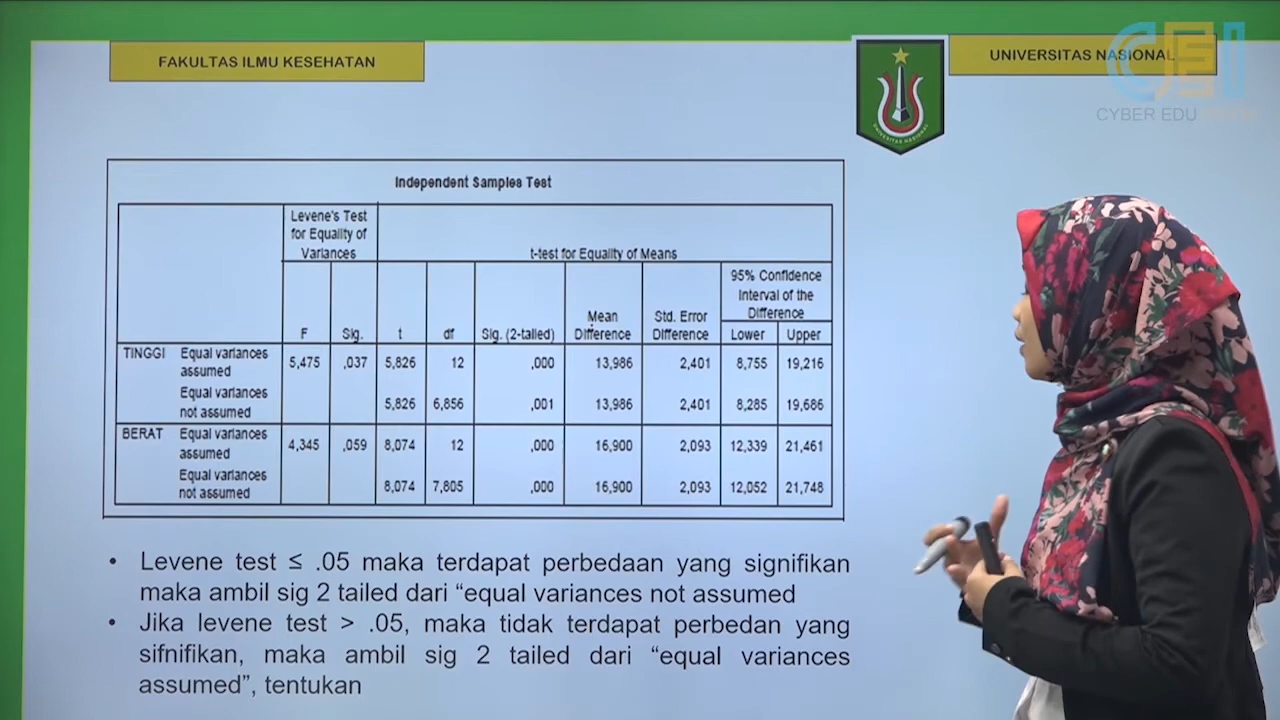 FAKULTAS ILMU KESEHATAN
UNIVERSITAS NASIONAL
CEI
CYBER EDU
UNIVERSITAS NASIONAL
Independent Samples Test
Levene's Test for Equality of Variances
t-test for Equality of Means
95% Confidence Interval of the Difference
F Sig. t df Sig. (2-tailed) Mean Difference Std. Error Difference Lower Upper
TINGGI Equal variances assumed 5,475 ,037 5,826 12 ,000 13,986 2,401 8,755 19,216
Equal variances not assumed 5,826 6,856 ,001 13,986 2,401 8,285 19,686
BERAT Equal variances assumed 4,345 ,059 8,074 12 ,000 16,900 2,093 12,339 21,461
Equal variances not assumed 8,074 7,805 ,000 16,900 2,093 12,052 21,748
• Levene test ≤ .05 maka terdapat perbedaan yang signifikan
maka ambil sig 2 tailed dari “equal variances not assumed
• Jika levene test > .05, maka tidak terdapat perbedan yang
sifnifikan, maka ambil sig 2 tailed dari “equal variances
assumed”, tentukan